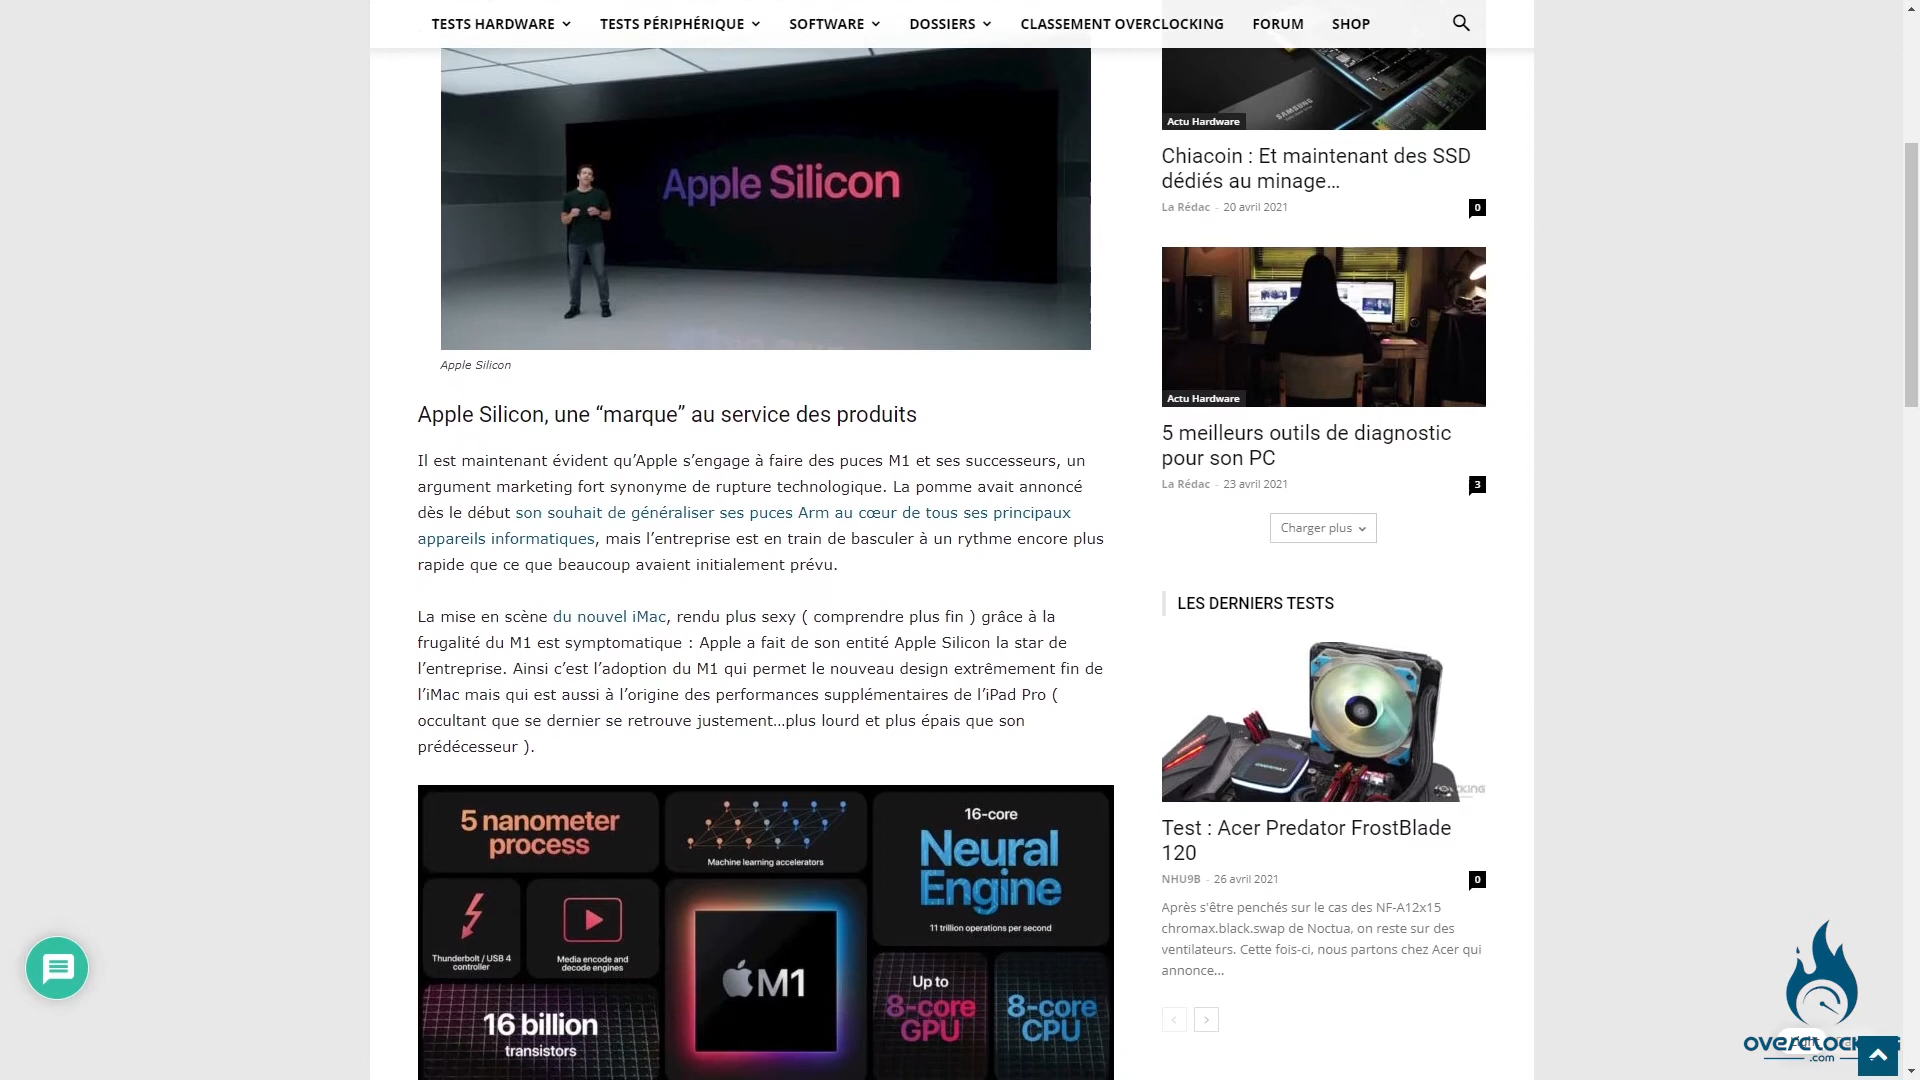 TESTS HARDWARE
TESTS PÉRIPHÉRIQUE
SOFTWARE
DOSSIERS
CLASSEMENT OVERCLOCKING
FORUM
SHOP
Apple Silicon
Apple Silicon
Apple Silicon, une “marque” au service des produits
Il est maintenant évident qu’Apple s’engage à faire des puces M1 et ses successeurs, un
argument marketing fort synonyme de rupture technologique. La pomme avait annoncé
dès le début son souhait de généraliser ses puces Arm au cœur de tous ses principaux
appareils informatiques, mais l’entreprise est en train de basculer à un rythme encore plus
rapide que ce que beaucoup avaient initialement prévu.
La mise en scène du nouvel iMac, rendu plus sexy ( comprendre plus fin ) grâce à la
frugalité du M1 est symptomatique : Apple a fait de son entité Apple Silicon la star de
l’entreprise. Ainsi c’est l’adoption du M1 qui permet le nouveau design extrêmement fin de
l’iMac mais qui est aussi à l’origine des performances supplémentaires de l’iPad Pro (
occultant que se dernier se retrouve justement…plus lourd et plus épais que son
prédécesseur ).
5 nanometer
process
Machine learning accelerators
16-core
Neural
Engine
11 trillion operations per second
Thunderbolt / USB 4
controller
Media encode and
decode engines
M1
Up to
8-core
GPU
8-core
CPU
16 billion
transistors
SAMSUNG
Actu Hardware
Chiacoin : Et maintenant des SSD
dédiés au minage…
La Rédac - 20 avril 2021
0
Actu Hardware
5 meilleurs outils de diagnostic
pour son PC
La Rédac - 23 avril 2021
3
Charger plus
LES DERNIERS TESTS
Test : Acer Predator FrostBlade
120
NHU9B - 26 avril 2021
0
Après s'être penchés sur le cas des NF-A12x15
chromax.black.swap de Noctua, on reste sur des
ventilateurs. Cette fois-ci, nous partons chez Acer qui
annonce...
OVERCLOCKING
.com